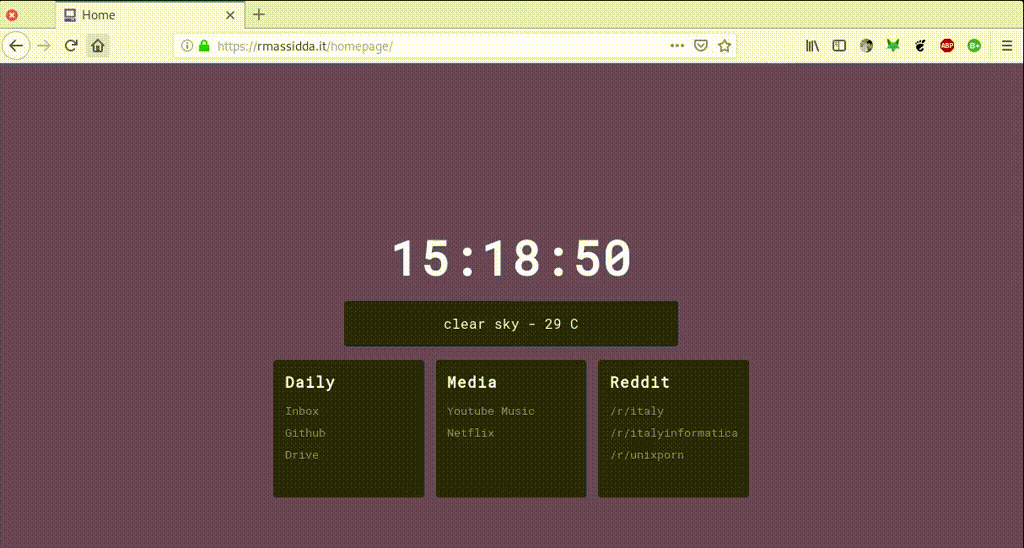 Home
https://rmassidda.it/homepage/
ABP
B+
15:18:50
clear sky - 29 C
Daily
Inbox
Github
Drive
Media
Youtube Music
Netflix
Reddit
/r/italy
/r/italyinformatica
/r/unixporn